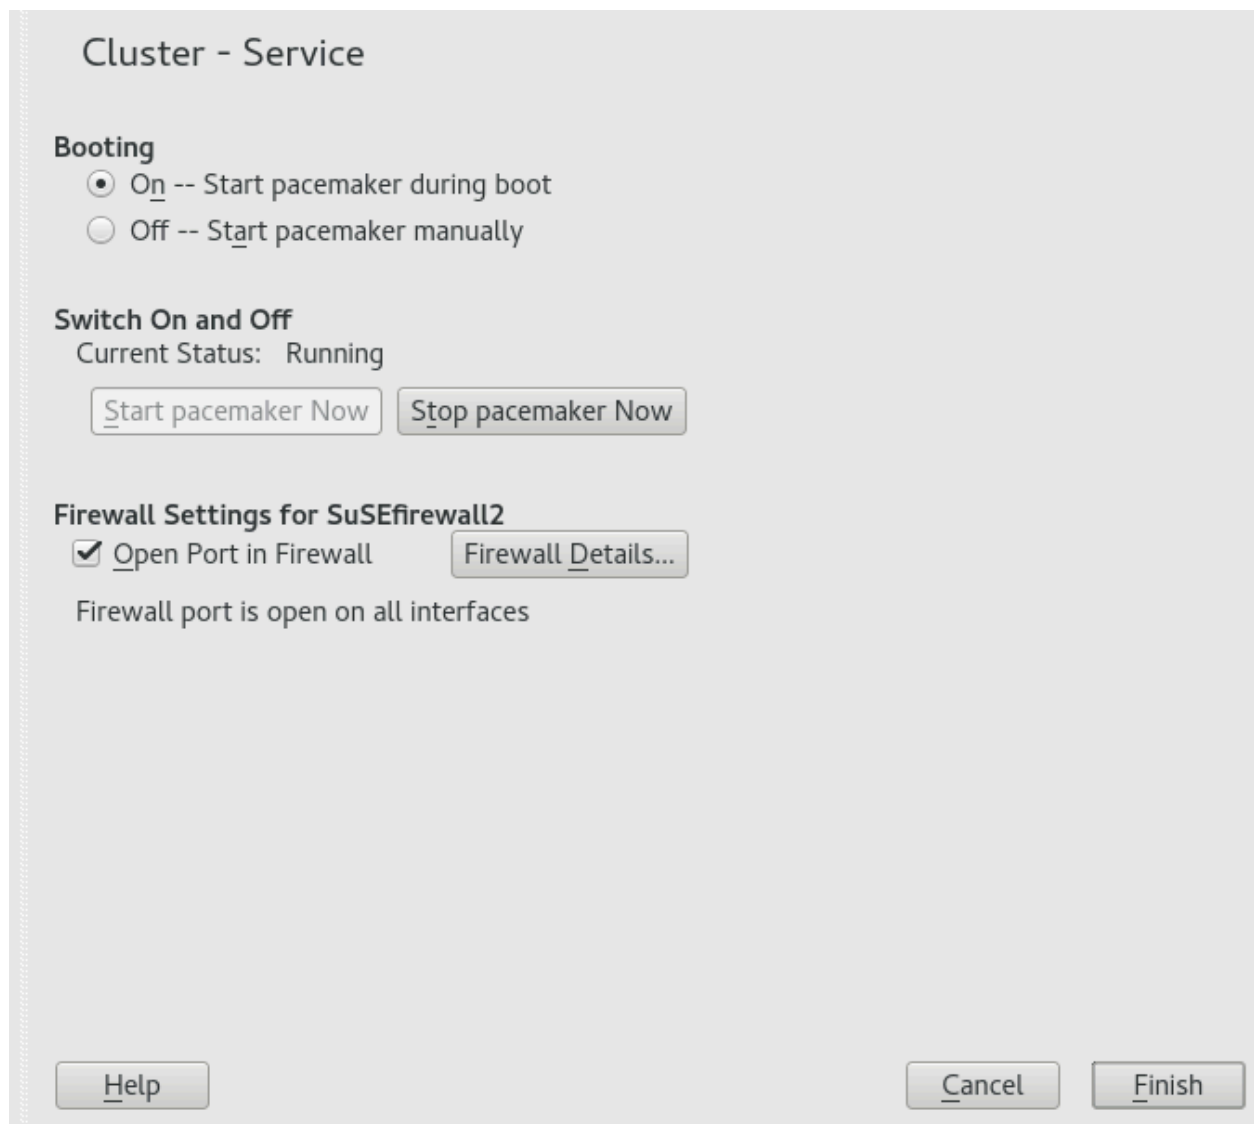 Cluster - Service
Booting
On -- Start pacemaker during boot
Off -- Start pacemaker manually
Switch On and Off
Current Status: Running
Start pacemaker Now Stop pacemaker Now
Firewall Settings for SuSEfirewall2
Open Port in Firewall Firewall Details...
Firewall port is open on all interfaces
Help Cancel Finish